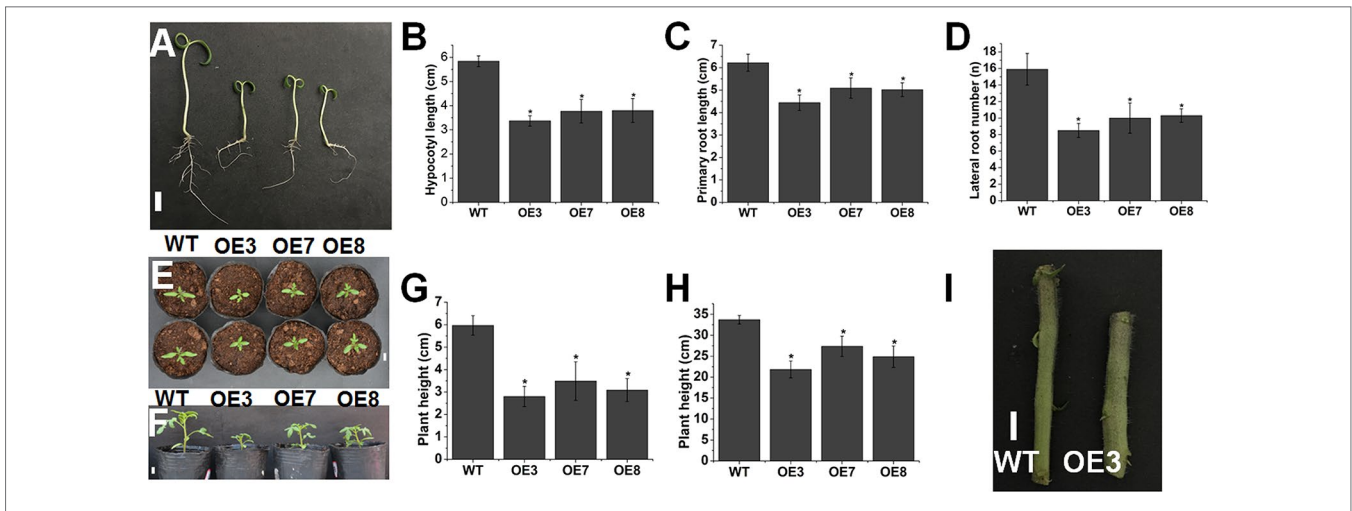 A
WT OE3 OE7 OE8
B
Hypocotyl length (cm)
6
5
4
3
2
1
0
*
*
*
WT OE3 OE7 OE8
C
Primary root length (cm)
7
6
5
4
3
2
1
0
*
*
*
WT OE3 OE7 OE8
D
Lateral root number (n)
18
16
14
12
10
8
6
4
2
0
*
*
*
WT OE3 OE7 OE8
E
WT OE3 OE7 OE8
F
G
Plant height (cm)
7
6
5
4
3
2
1
0
*
*
*
WT OE3 OE7 OE8
H
Plant height (cm)
35
30
25
20
15
10
5
0
*
*
*
WT OE3 OE7 OE8
I
WT OE3